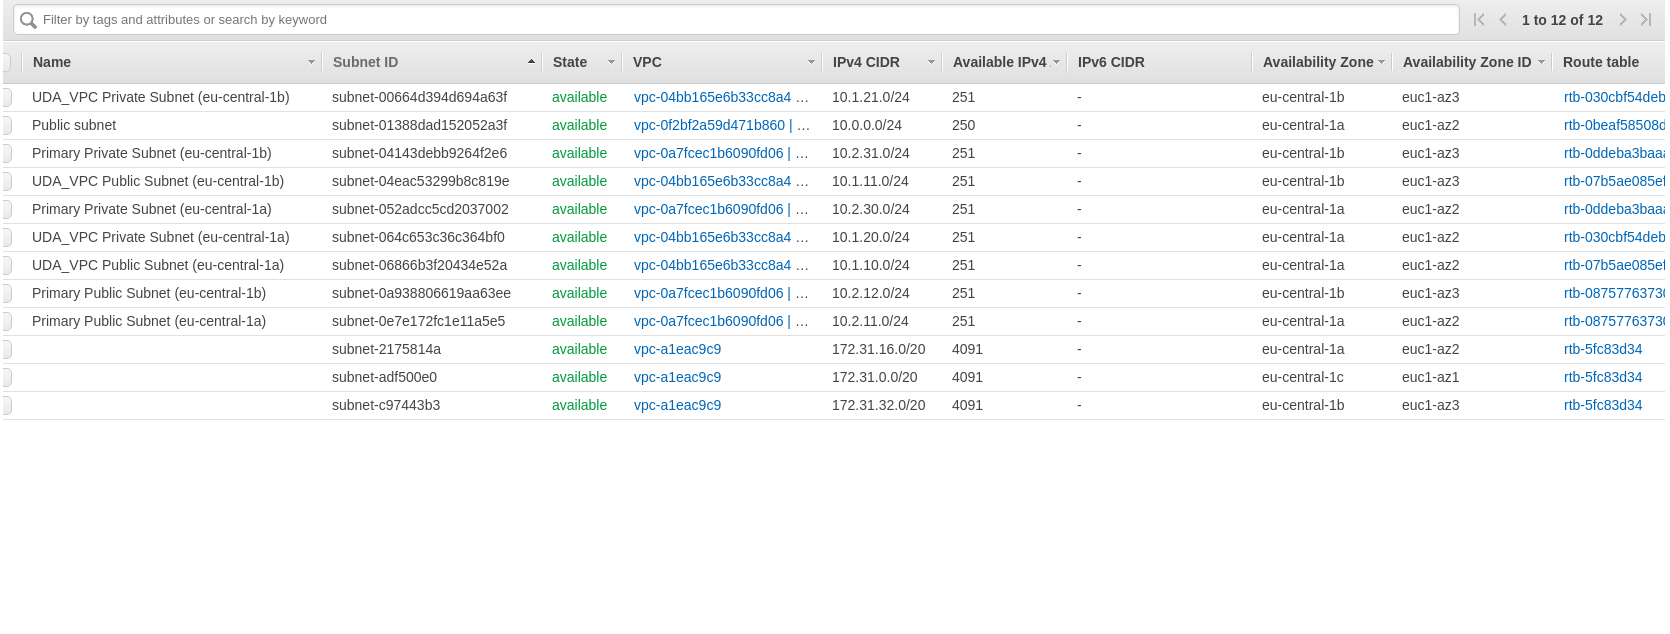 Filter by tags and attributes or search by keyword 1 to 12 of 12
Name Subnet ID State VPC IPv4 CIDR Available IPv4 IPv6 CIDR Availability Zone Availability Zone ID Route table
UDA_VPC Private Subnet (eu-central-1b) subnet-00664d394d694a63f available vpc-04bb165e6b33cc8a4 … 10.1.21.0/24 251 - eu-central-1b euc1-az3 rtb-030cbf54deb
Public subnet subnet-01388dad152052a3f available vpc-0f2bf2a59d471b860 | … 10.0.0.0/24 250 - eu-central-1a euc1-az2 rtb-0beaf58508d
Primary Private Subnet (eu-central-1b) subnet-04143debb9264f2e6 available vpc-0a7fcec1b6090fd06 | … 10.2.31.0/24 251 - eu-central-1b euc1-az3 rtb-0ddeba3baaa
UDA_VPC Public Subnet (eu-central-1b) subnet-04eac53299b8c819e available vpc-04bb165e6b33cc8a4 … 10.1.11.0/24 251 - eu-central-1b euc1-az3 rtb-07b5ae085ef
Primary Private Subnet (eu-central-1a) subnet-052adcc5cd2037002 available vpc-0a7fcec1b6090fd06 | … 10.2.30.0/24 251 - eu-central-1a euc1-az2 rtb-0ddeba3baaa
UDA_VPC Private Subnet (eu-central-1a) subnet-064c653c36c364bf0 available vpc-04bb165e6b33cc8a4 … 10.1.20.0/24 251 - eu-central-1a euc1-az2 rtb-030cbf54deb
UDA_VPC Public Subnet (eu-central-1a) subnet-06866b3f20434e52a available vpc-04bb165e6b33cc8a4 … 10.1.10.0/24 251 - eu-central-1a euc1-az2 rtb-07b5ae085ef
Primary Public Subnet (eu-central-1b) subnet-0a938806619aa63ee available vpc-0a7fcec1b6090fd06 | … 10.2.12.0/24 251 - eu-central-1b euc1-az3 rtb-08757763730
Primary Public Subnet (eu-central-1a) subnet-0e7e172fc1e11a5e5 available vpc-0a7fcec1b6090fd06 | … 10.2.11.0/24 251 - eu-central-1a euc1-az2 rtb-08757763730
subnet-2175814a available vpc-a1eac9c9 172.31.16.0/20 4091 - eu-central-1a euc1-az2 rtb-5fc83d34
subnet-adf500e0 available vpc-a1eac9c9 172.31.0.0/20 4091 - eu-central-1c euc1-az1 rtb-5fc83d34
subnet-c97443b3 available vpc-a1eac9c9 172.31.32.0/20 4091 - eu-central-1b euc1-az3 rtb-5fc83d34